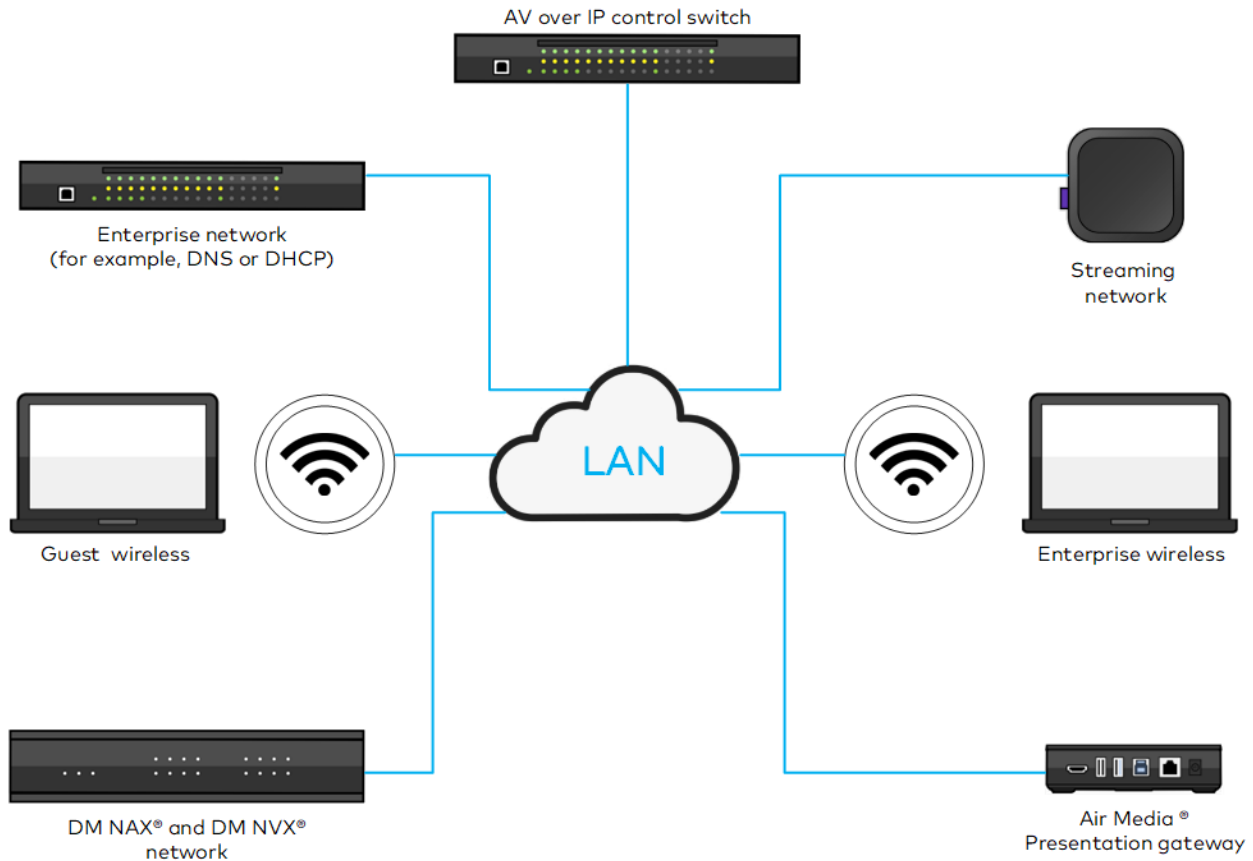 AV over IP control switch
Enterprise network
(for example, DNS or DHCP)
Streaming
network
LAN
Guest wireless
Enterprise wireless
DM NAX® and DM NVX®
network
Air Media ®
Presentation gateway